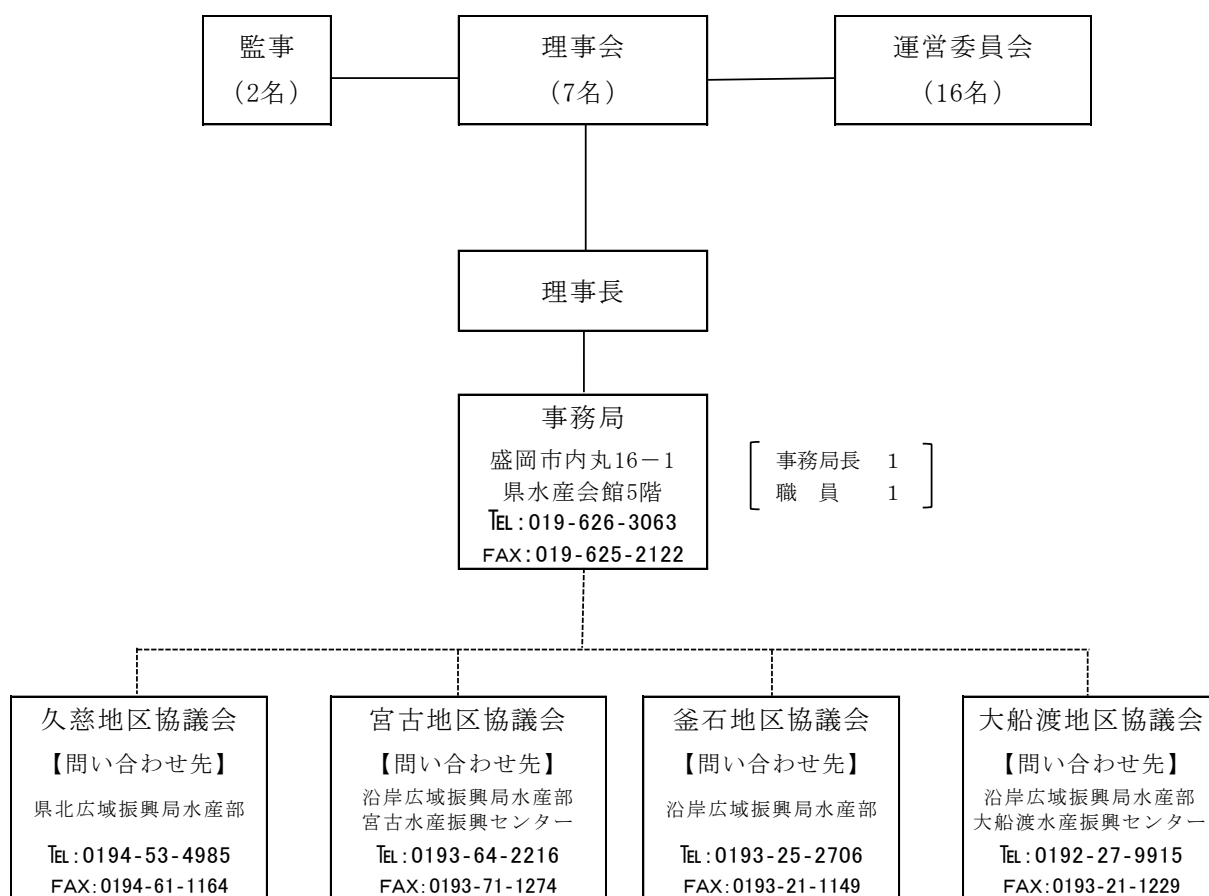 監事
（2名）
理事会
（7名）
運営委員会
（16名）
理事長
事務局
盛岡市内丸16－1
県水産会館5階
℡:019-626-3063
FAX:019-625-2122
事務局長 1
職 員 1
久慈地区協議会
【問い合わせ先】
県北広域振興局水産部
℡:0194-53-4985
FAX:0194-61-1164
宮古地区協議会
【問い合わせ先】
沿岸広域振興局水産部
宮古水産振興センター
℡:0193-64-2216
FAX:0193-71-1274
釜石地区協議会
【問い合わせ先】
沿岸広域振興局水産部
℡:0193-25-2706
FAX:0193-21-1149
大船渡地区協議会
【問い合わせ先】
沿岸広域振興局水産部
大船渡水産振興センター
℡:0192-27-9915
FAX:0193-21-1229